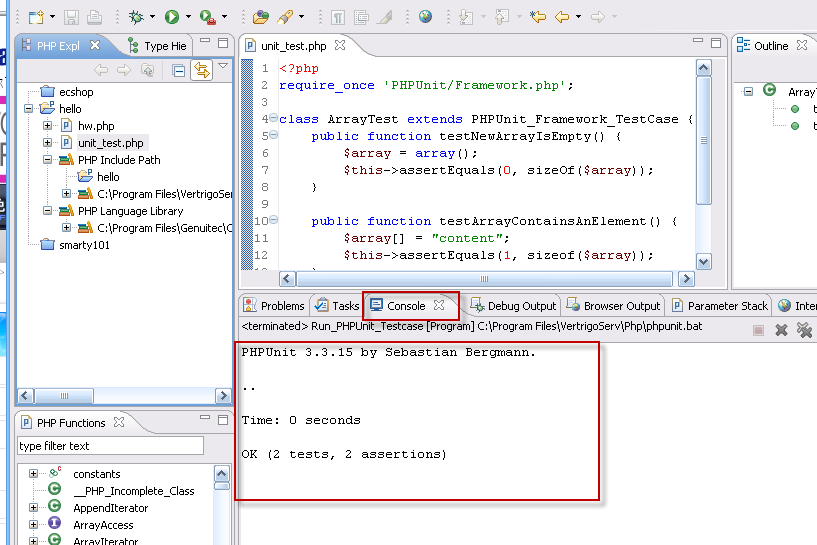 PHP Expl
Type Hie
ecshop
hello
hw.php
unit_test.php
PHP Include Path
hello
C:\Program Files\VertrigoSer
PHP Language Library
C:\Program Files\Genuitec\C
smarty101
PHP Functions
type filter text
constants
__PHP_Incomplete_Class
AppendIterator
ArrayAccess
ArrayIterator
unit_test.php
1 <?php
2 require_once 'PHPUnit/Framework.php';
3
4 class ArrayTest extends PHPUnit_Framework_TestCase {
5 public function testNewArrayIsEmpty() {
6 $array = array();
7 $this->assertEquals(0, sizeOf($array));
8 }
9
10 public function testArrayContainsAnElement() {
11 $array[] = "content";
12 $this->assertEquals(1, sizeof($array));
13 }
Outline
ArrayT
t
t
Problems
Tasks
Console
Debug Output
Browser Output
Parameter Stack
Intern
<terminated> Run_PHPUnit_Testcase [Program] C:\Program Files\VertrigoServ\Php\phpunit.bat
PHPUnit 3.3.15 by Sebastian Bergmann.
..
Time: 0 seconds
OK (2 tests, 2 assertions)